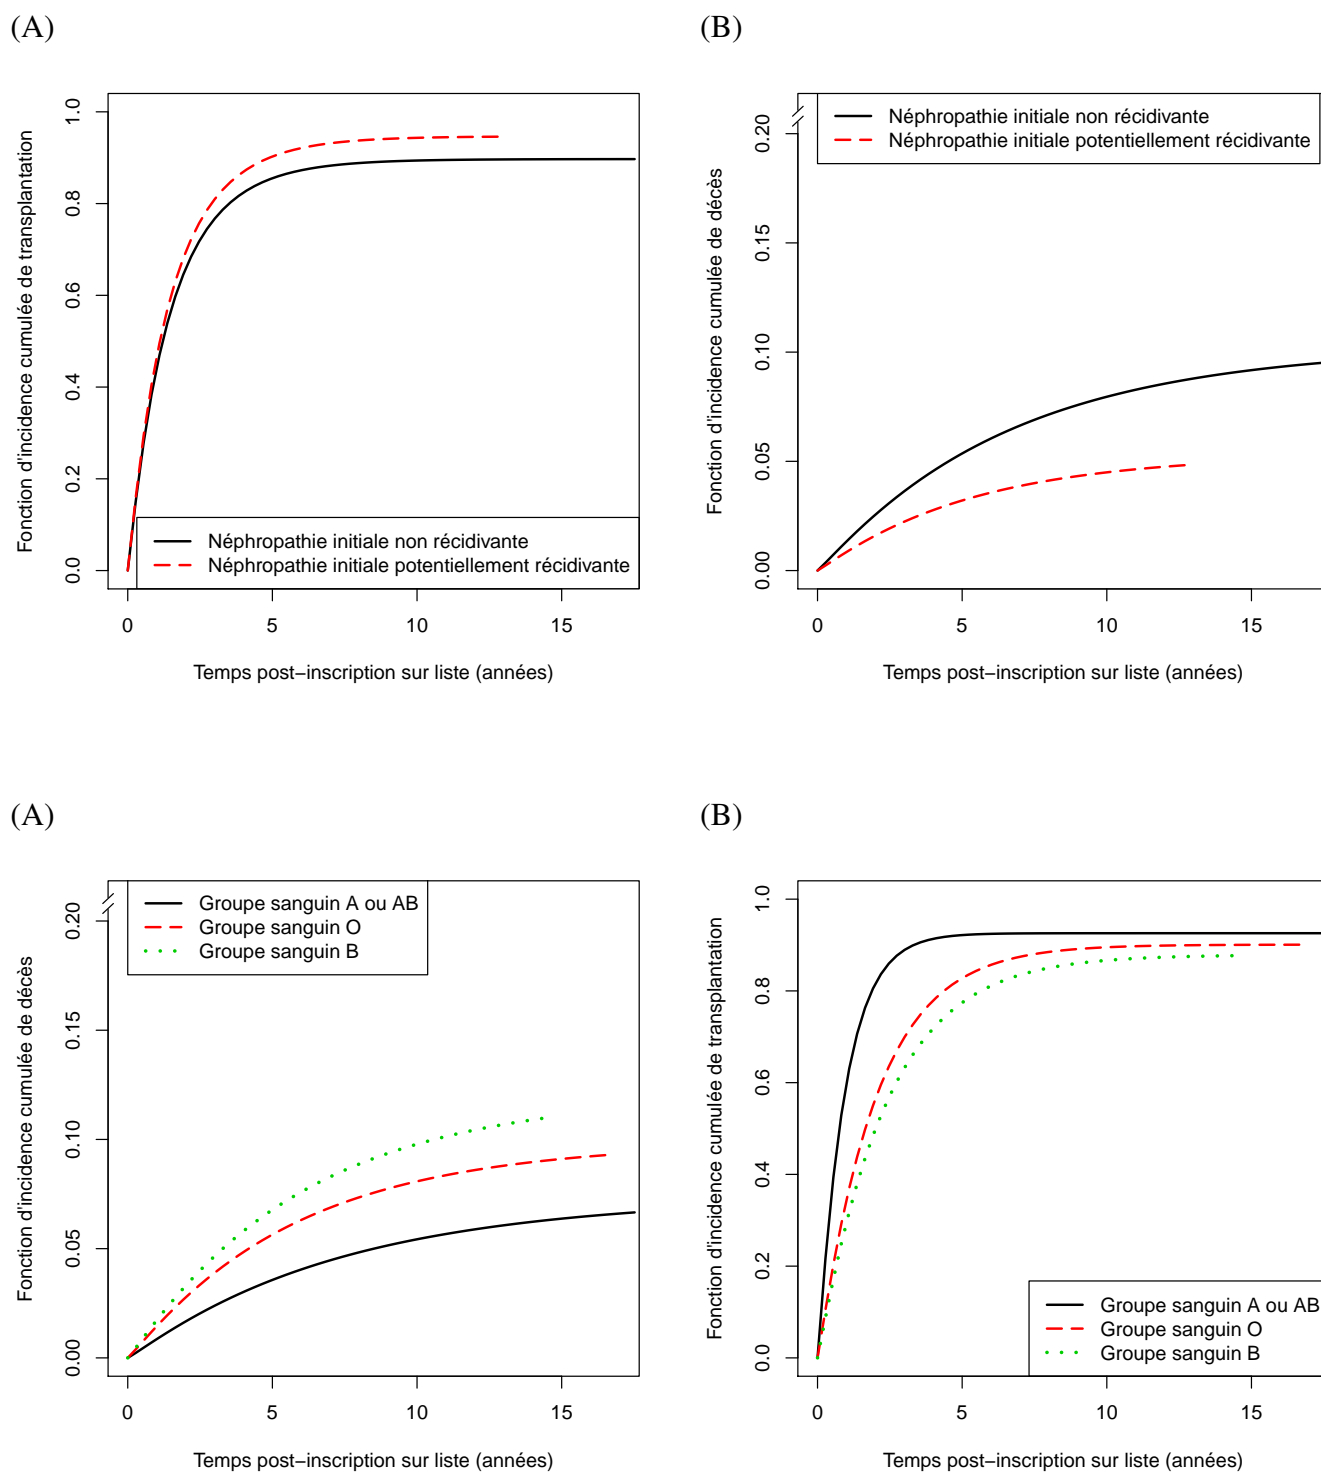 (A)
Fonction d'incidence cumulée de transplantation
1.0
0.8
0.6
0.4
0.2
0.0
Néphropathie initiale non récidivante
Néphropathie initiale potentiellement récidivante
0 5 10 15
Temps post−inscription sur liste (années)
(B)
Fonction d'incidence cumulée de décès
0.20
0.15
0.10
0.05
0.00
Néphropathie initiale non récidivante
Néphropathie initiale potentiellement récidivante
0 5 10 15
Temps post−inscription sur liste (années)
(A)
Fonction d'incidence cumulée de décès
0.20
0.15
0.10
0.05
0.00
Groupe sanguin A ou AB
Groupe sanguin O
Groupe sanguin B
0 5 10 15
Temps post−inscription sur liste (années)
(B)
Fonction d'incidence cumulée de transplantation
1.0
0.8
0.6
0.4
0.2
0.0
Groupe sanguin A ou AB
Groupe sanguin O
Groupe sanguin B
0 5 10 15
Temps post−inscription sur liste (années)